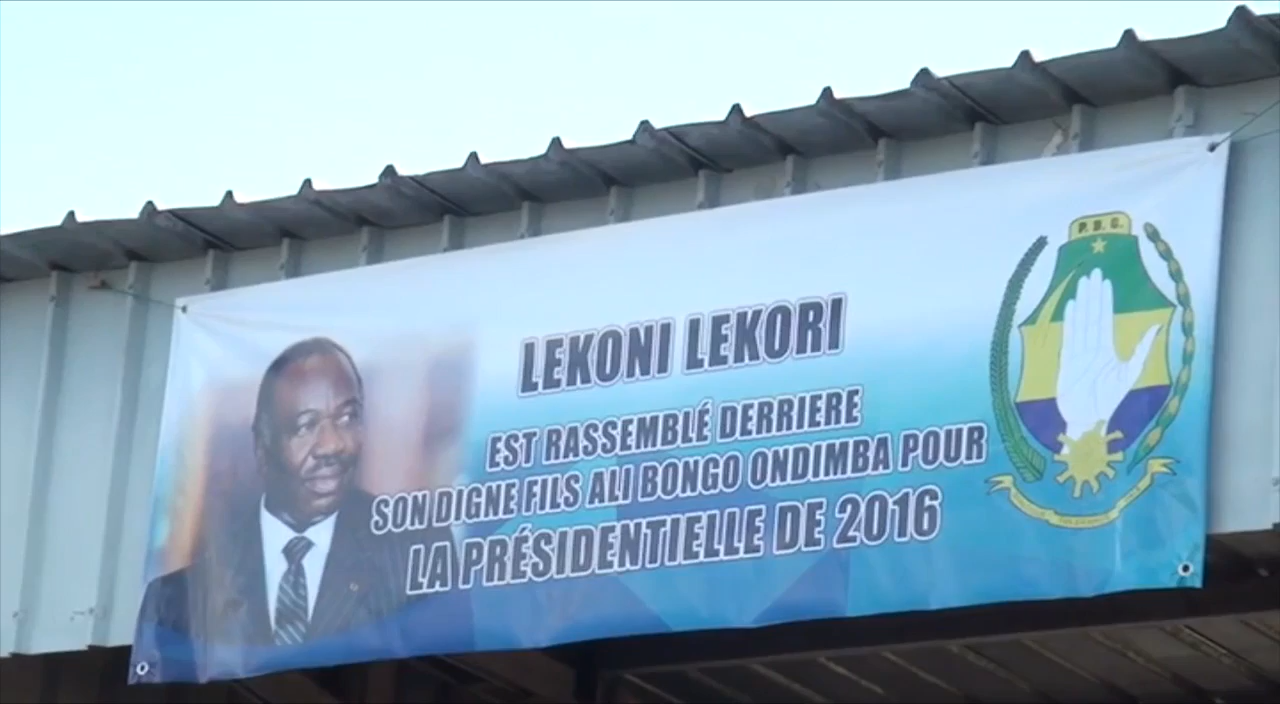 LEKONI LEKORI
EST RASSEMBLÉ DERRIERE
SON DIGNE FILS ALI BONGO ONDIMBA POUR
LA PRÉSIDENTIELLE DE 2016
P.D.G.